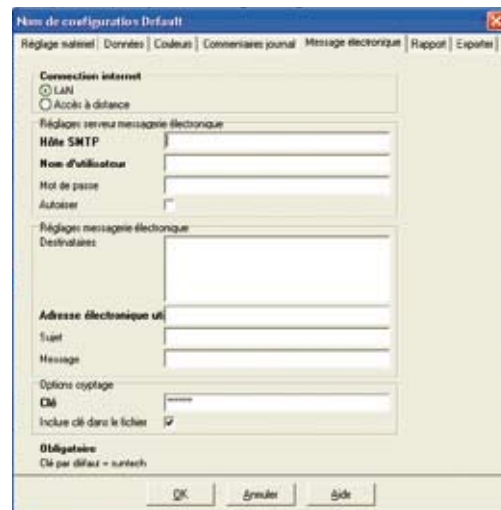 Nom de configuration Default
Réglage materiel Données Couleurs Commentaires journal Message électronique Rapport Exporter
Connection internet
LAN
Accès à distance
Réglages serveur messagerie électronique
Hôte SMTP
Nom d'utilisateur
Mot de passe
Autoriser
Réglages messagerie électronique
Destinataires
Adresse électronique uti
Sujet
Message
Options cryptage
Clé
Inclure clé dans le fichier
Obligatoire
Clé par défaut = suntech
OK Annuler Aide